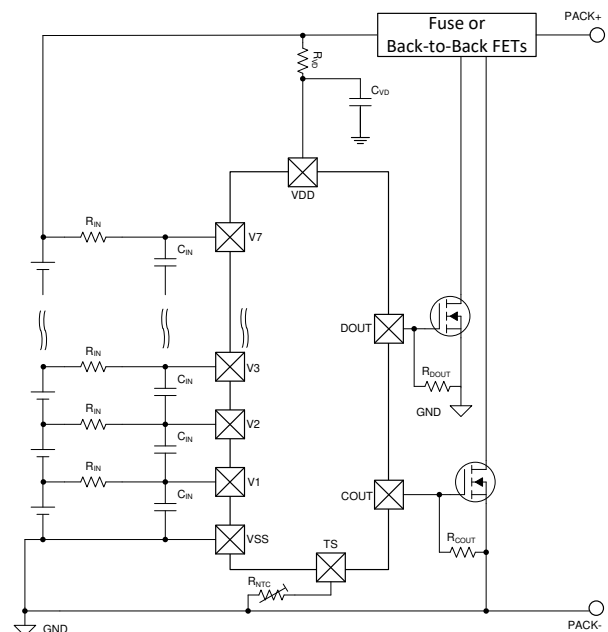 Fuse or
Back-to-Back FETs
PACK+
RVD
CVD
VDD
RIN
CIN
V7
DOUT
RDOUT
GND
RIN
CIN
V3
RIN
CIN
V2
RIN
CIN
V1
COUT
RCOUT
VSS
TS
RNTC
GND
PACK-